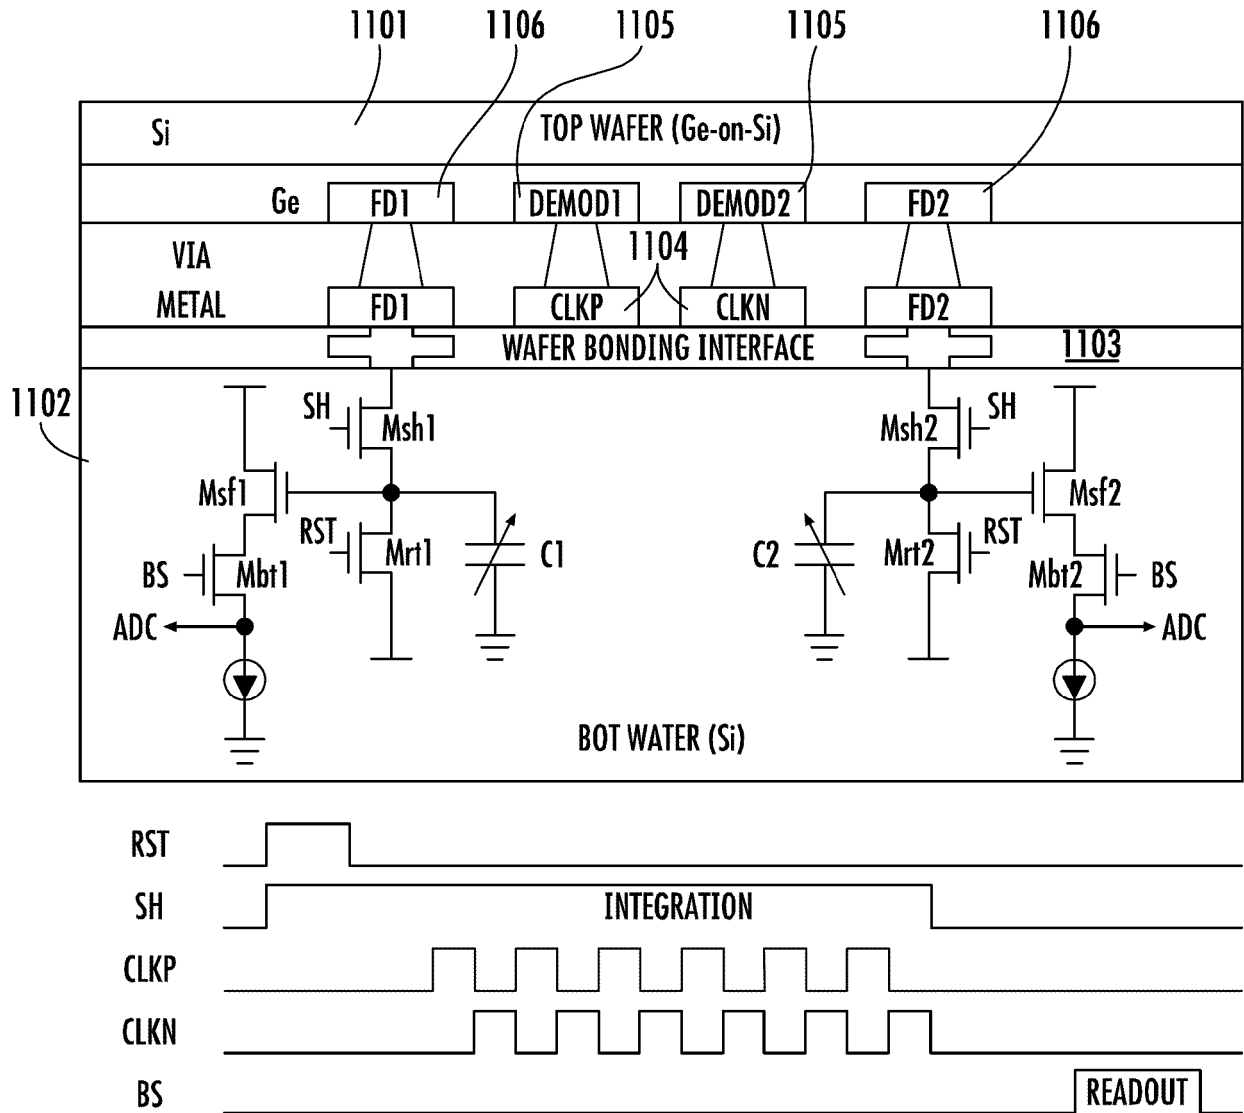 1101 1106 1105 1105 1106
Si TOP WAFER (Ge-on-Si)
Ge FD1 DEMOD1 DEMOD2 FD2
VIA 1104
METAL FD1 CLKP CLKN FD2
WAFER BONDING INTERFACE 1103
1102
SH Msh1 Msh2 SH
Msf1 Msf2
RST Mrt1 C1 C2 Mrt2 RST
BS Mbt1 Mbt2 BS
ADC ADC
BOT WATER (Si)
RST
SH INTEGRATION
CLKP
CLKN
BS READOUT